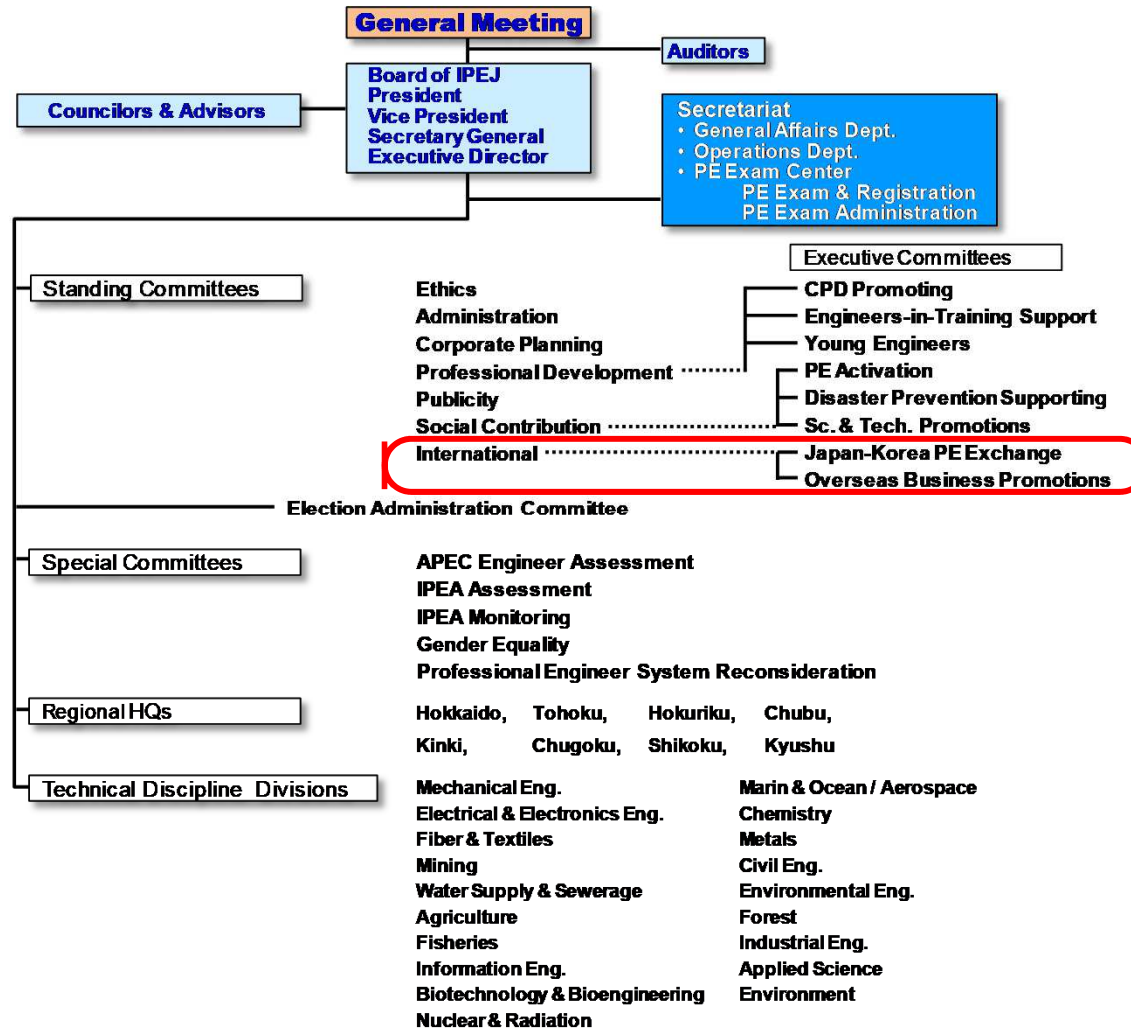 General Meeting
Auditors
Board of IPEJ
President
Vice President
Secretary General
Executive Director
Councilors & Advisors
Secretariat
• General Affairs Dept.
• Operations Dept.
• PE Exam Center
PE Exam & Registration
PE Exam Administration
Executive Committees
Standing Committees
Ethics
CPD Promoting
Administration
Engineers-in-Training Support
Corporate Planning
Young Engineers
Professional Development
PE Activation
Publicity
Disaster Prevention Supporting
Social Contribution
Sc. & Tech. Promotions
International
Japan-Korea PE Exchange
Overseas Business Promotions
Election Administration Committee
Special Committees
APEC Engineer Assessment
IPEA Assessment
IPEA Monitoring
Gender Equality
Professional Engineer System Reconsideration
Regional HQs
Hokkaido, Tohoku, Hokuriku, Chubu,
Kinki, Chugoku, Shikoku, Kyushu
Technical Discipline Divisions
Mechanical Eng.
Electrical & Electronics Eng.
Fiber & Textiles
Mining
Water Supply & Sewerage
Agriculture
Fisheries
Information Eng.
Biotechnology & Bioengineering
Nuclear & Radiation
Marin & Ocean / Aerospace
Chemistry
Metals
Civil Eng.
Environmental Eng.
Forest
Industrial Eng.
Applied Science
Environment